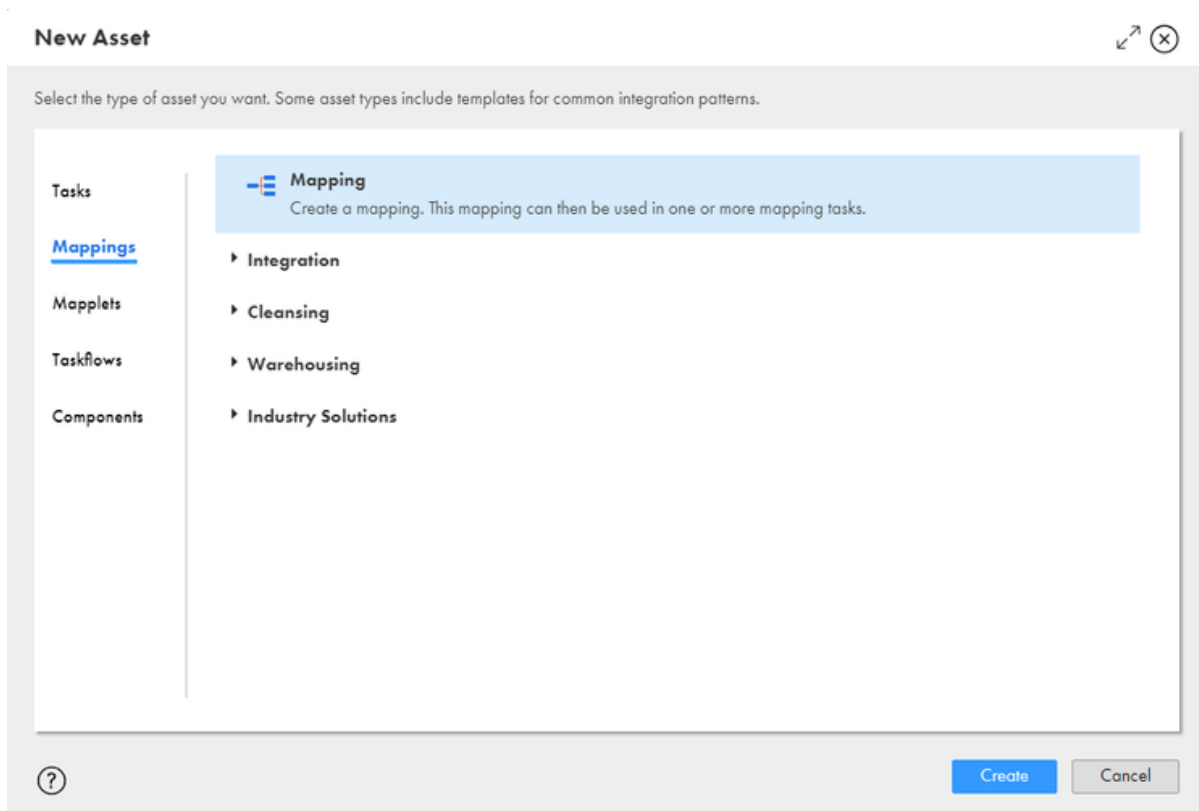 New Asset
Select the type of asset you want. Some asset types include templates for common integration patterns.
Tasks
Mappings
Mapplets
Taskflows
Components
Mapping
Create a mapping. This mapping can then be used in one or more mapping tasks.
Integration
Cleansing
Warehousing
Industry Solutions
?
Create
Cancel